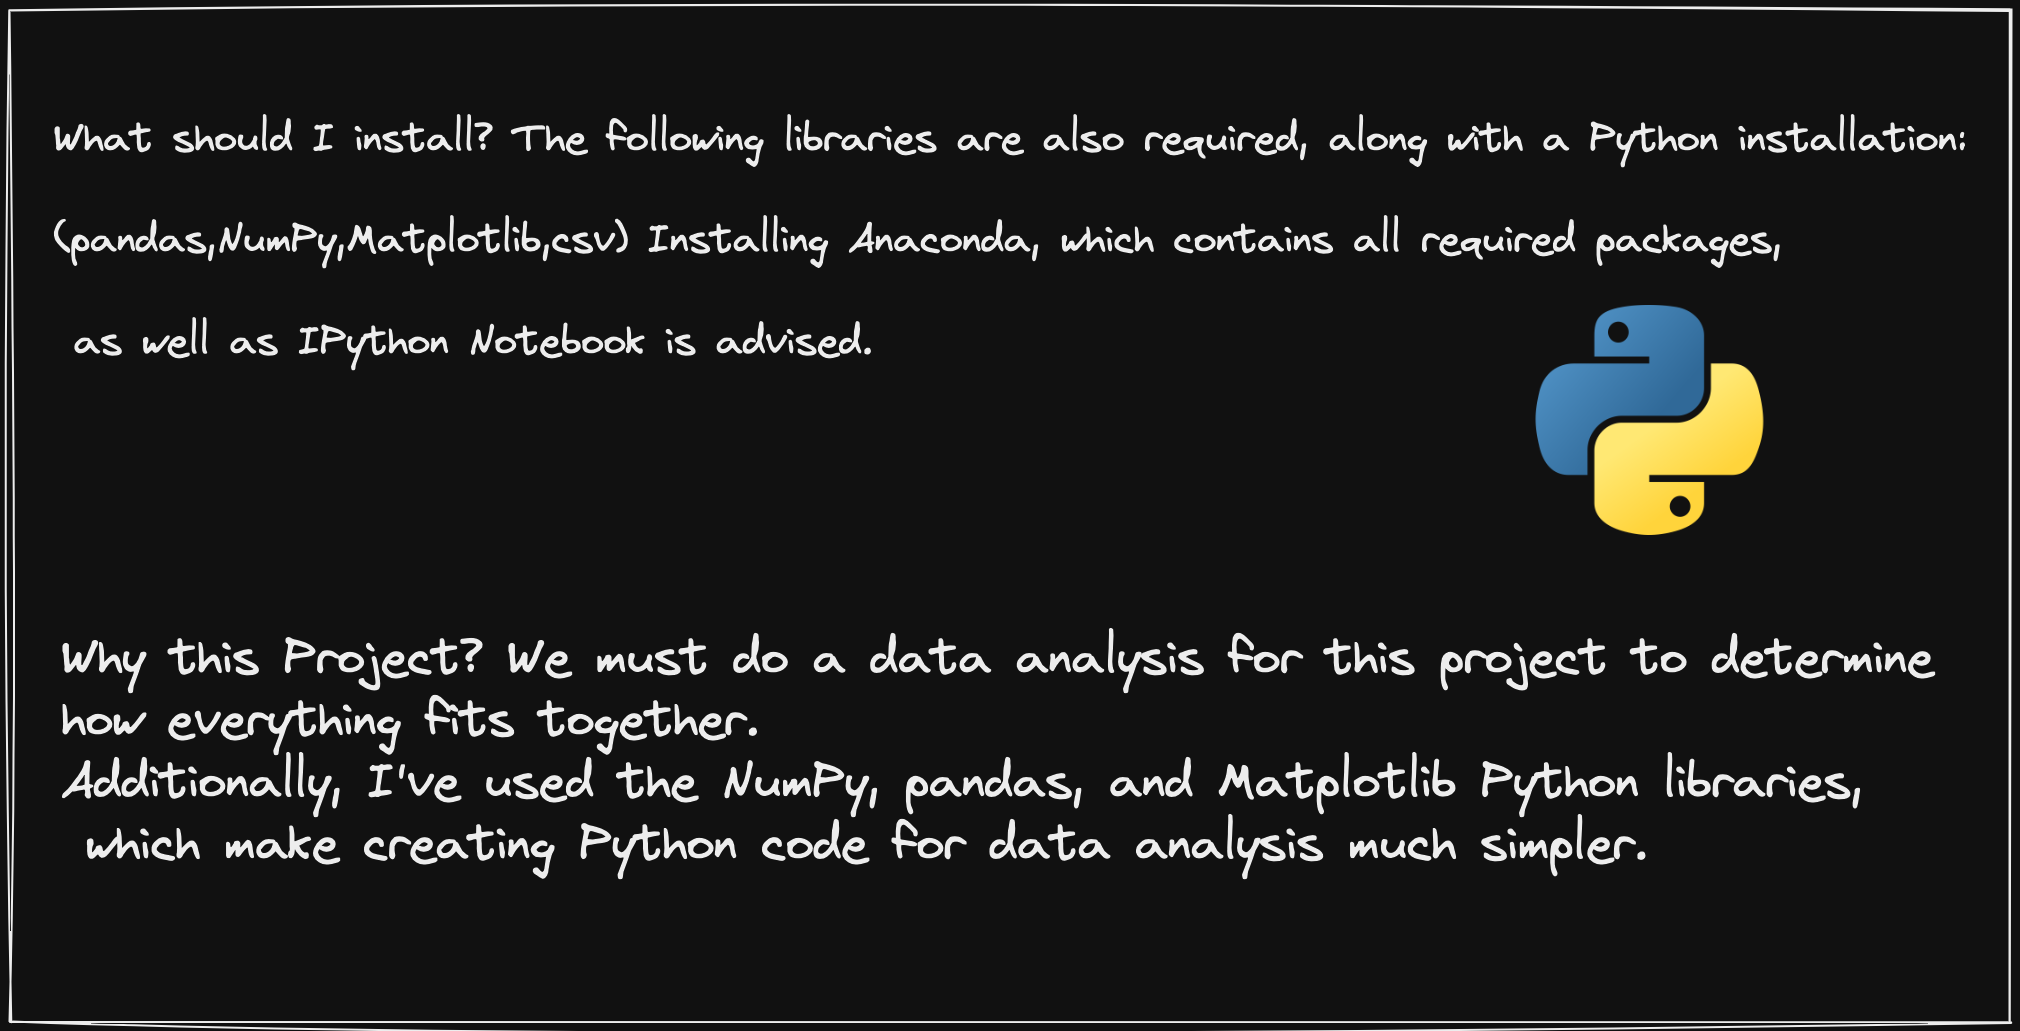 What should I install? The following libraries are also required, along with a Python installation:
(pandas,NumPy,Matplotlib,csv) Installing Anaconda, which contains all required packages,
as well as IPython Notebook is advised.
Why this Project? We must do a data analysis for this project to determine
how everything fits together.
Additionally, I've used the NumPy, pandas, and Matplotlib Python libraries,
which make creating Python code for data analysis much simpler.